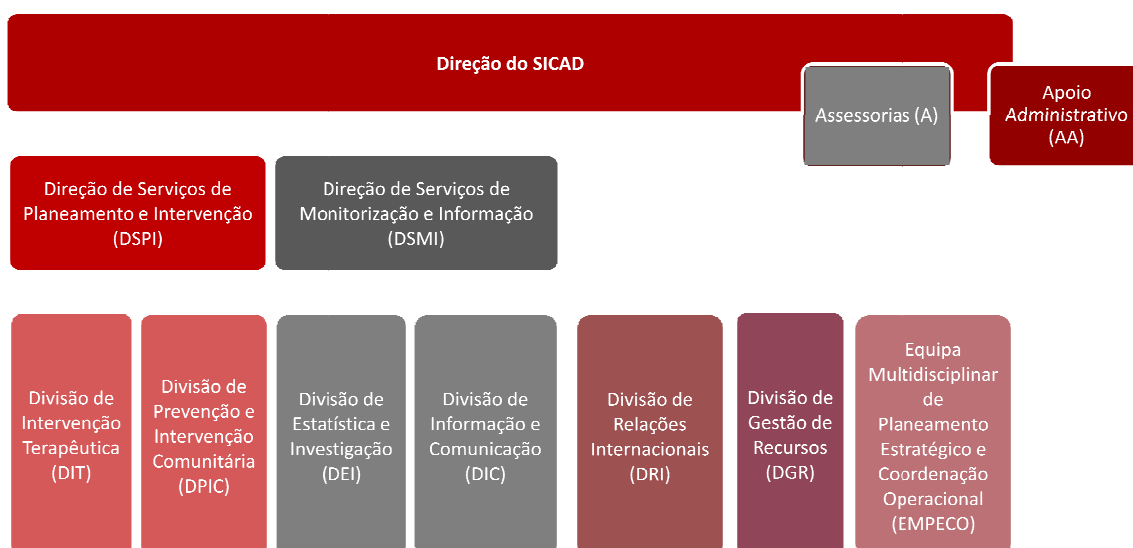 Direção do SICAD
Assessorias (A)
Apoio
Administrativo
(AA)
Direção de Serviços de
Planeamento e Intervenção
(DSPI)
Direção de Serviços de
Monitorização e Informação
(DSMI)
Divisão de
Intervenção
Terapêutica
(DIT)
Divisão de
Prevenção e
Intervenção
Comunitária
(DPIC)
Divisão de
Estatística e
Investigação
(DEI)
Divisão de
Informação e
Comunicação
(DIC)
Divisão de
Relações
Internacionais
(DRI)
Divisão de
Gestão de
Recursos
(DGR)
Equipa
Multidisciplinar
de
Planeamento
Estratégico e
Coordenação
Operacional
(EMPECO)